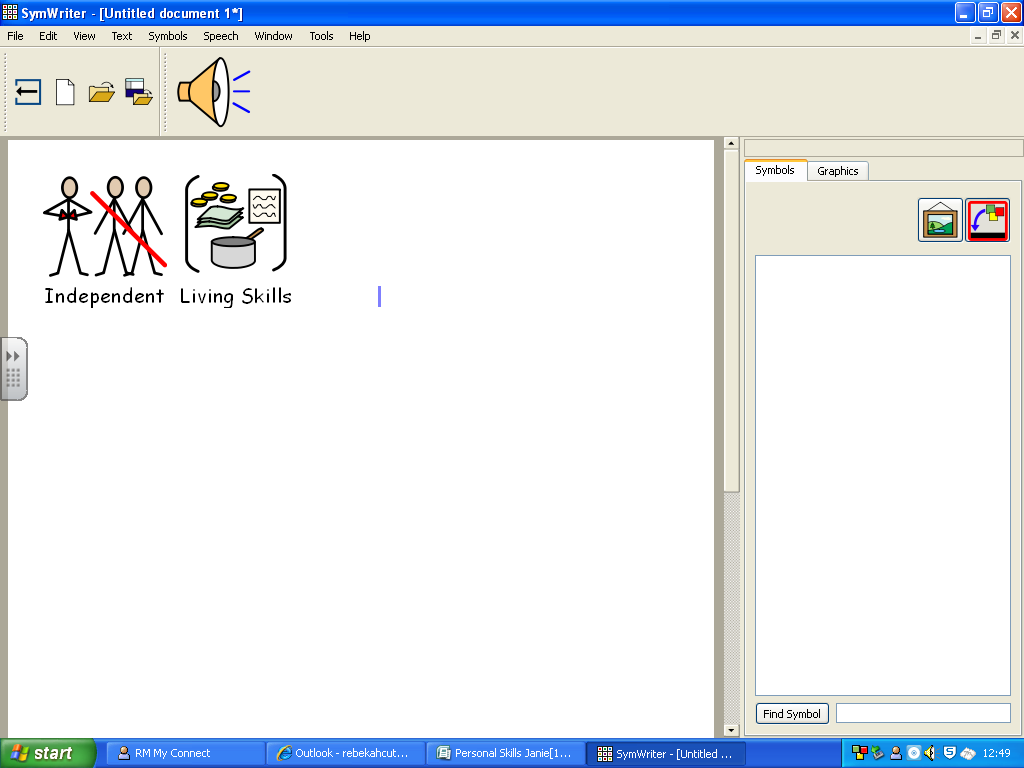 SymWriter - [Untitled document 1*]
File Edit View Text Symbols Speech Window Tools Help
Symbols Graphics
Independent Living Skills
Find Symbol
start RM My Connect Outlook - rebekahcut... Personal Skills Janie[1... SymWriter - [Untitled ... 12:49